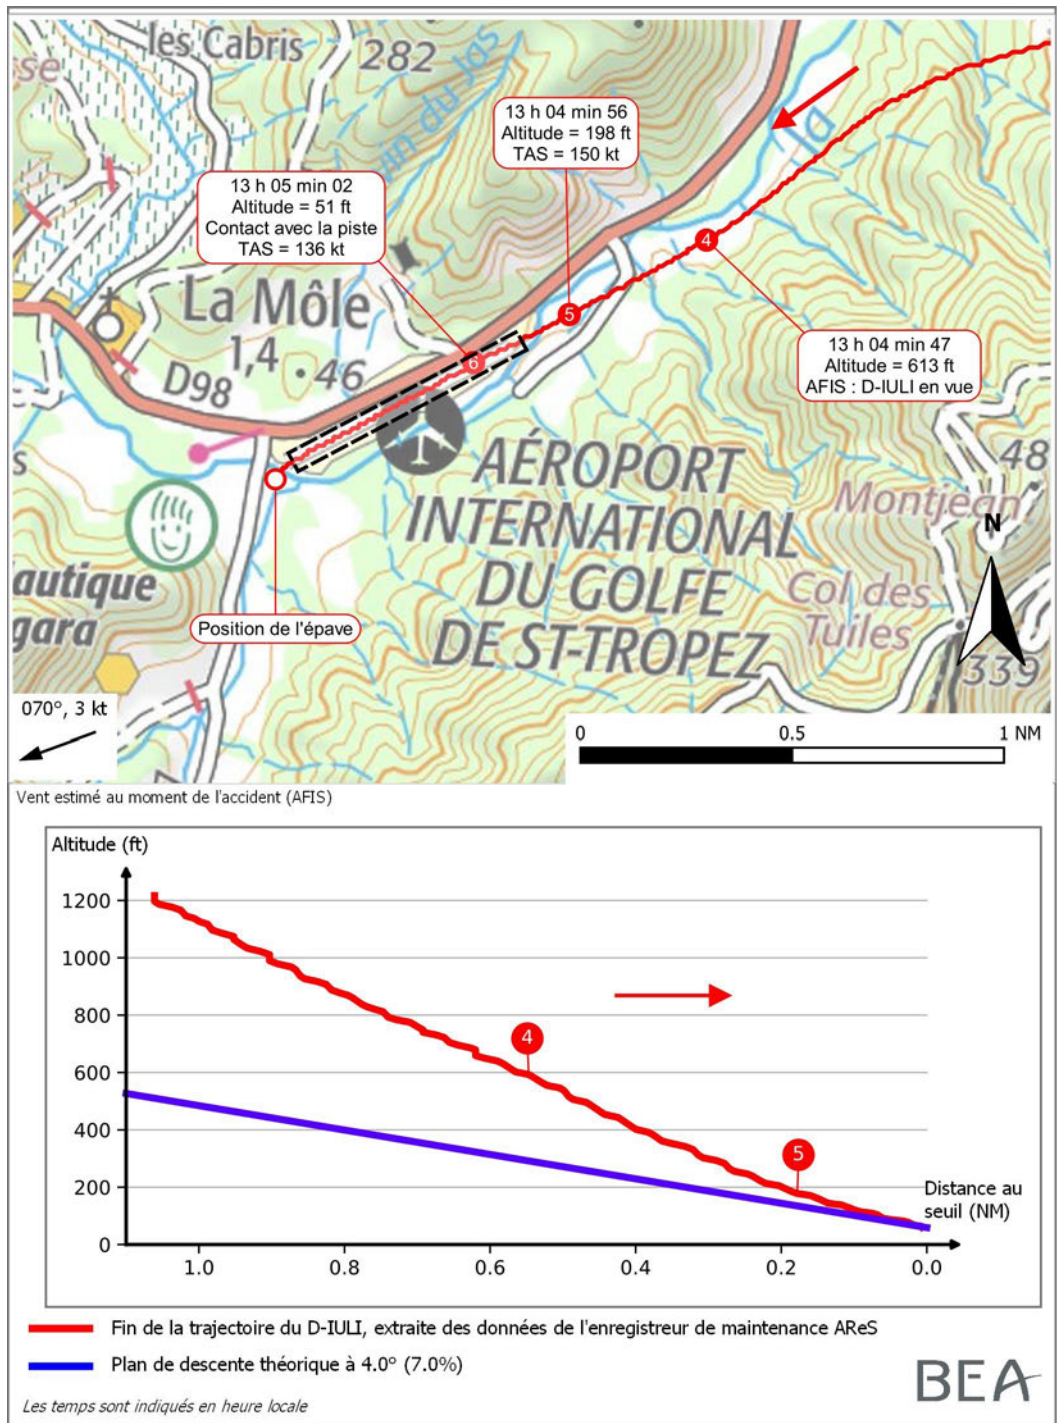 les Cabris
282
13 h 04 min 56
Altitude = 198 ft
TAS = 150 kt
13 h 05 min 02
Altitude = 51 ft
Contact avec la piste
TAS = 136 kt
La Môle
1,4
46
D98
4
5
6
13 h 04 min 47
Altitude = 613 ft
AFIS : D-IULI en vue
AÉROPORT
INTERNATIONAL
DU GOLFE
DE ST-TROPEZ
48
Montjean
N
Col des
Tuiles
339
autique
gara
Position de l'épave
070°, 3 kt
0
0.5
1 NM
Vent estimé au moment de l'accident (AFIS)
Altitude (ft)
1200
1000
800
600
400
200
0
4
5
Distance au
seuil (NM)
1.0
0.8
0.6
0.4
0.2
0.0
Fin de la trajectoire du D-IULI, extraite des données de l'enregistreur de maintenance AReS
Plan de descente théorique à 4.0° (7.0%)
BEA
Les temps sont indiqués en heure locale